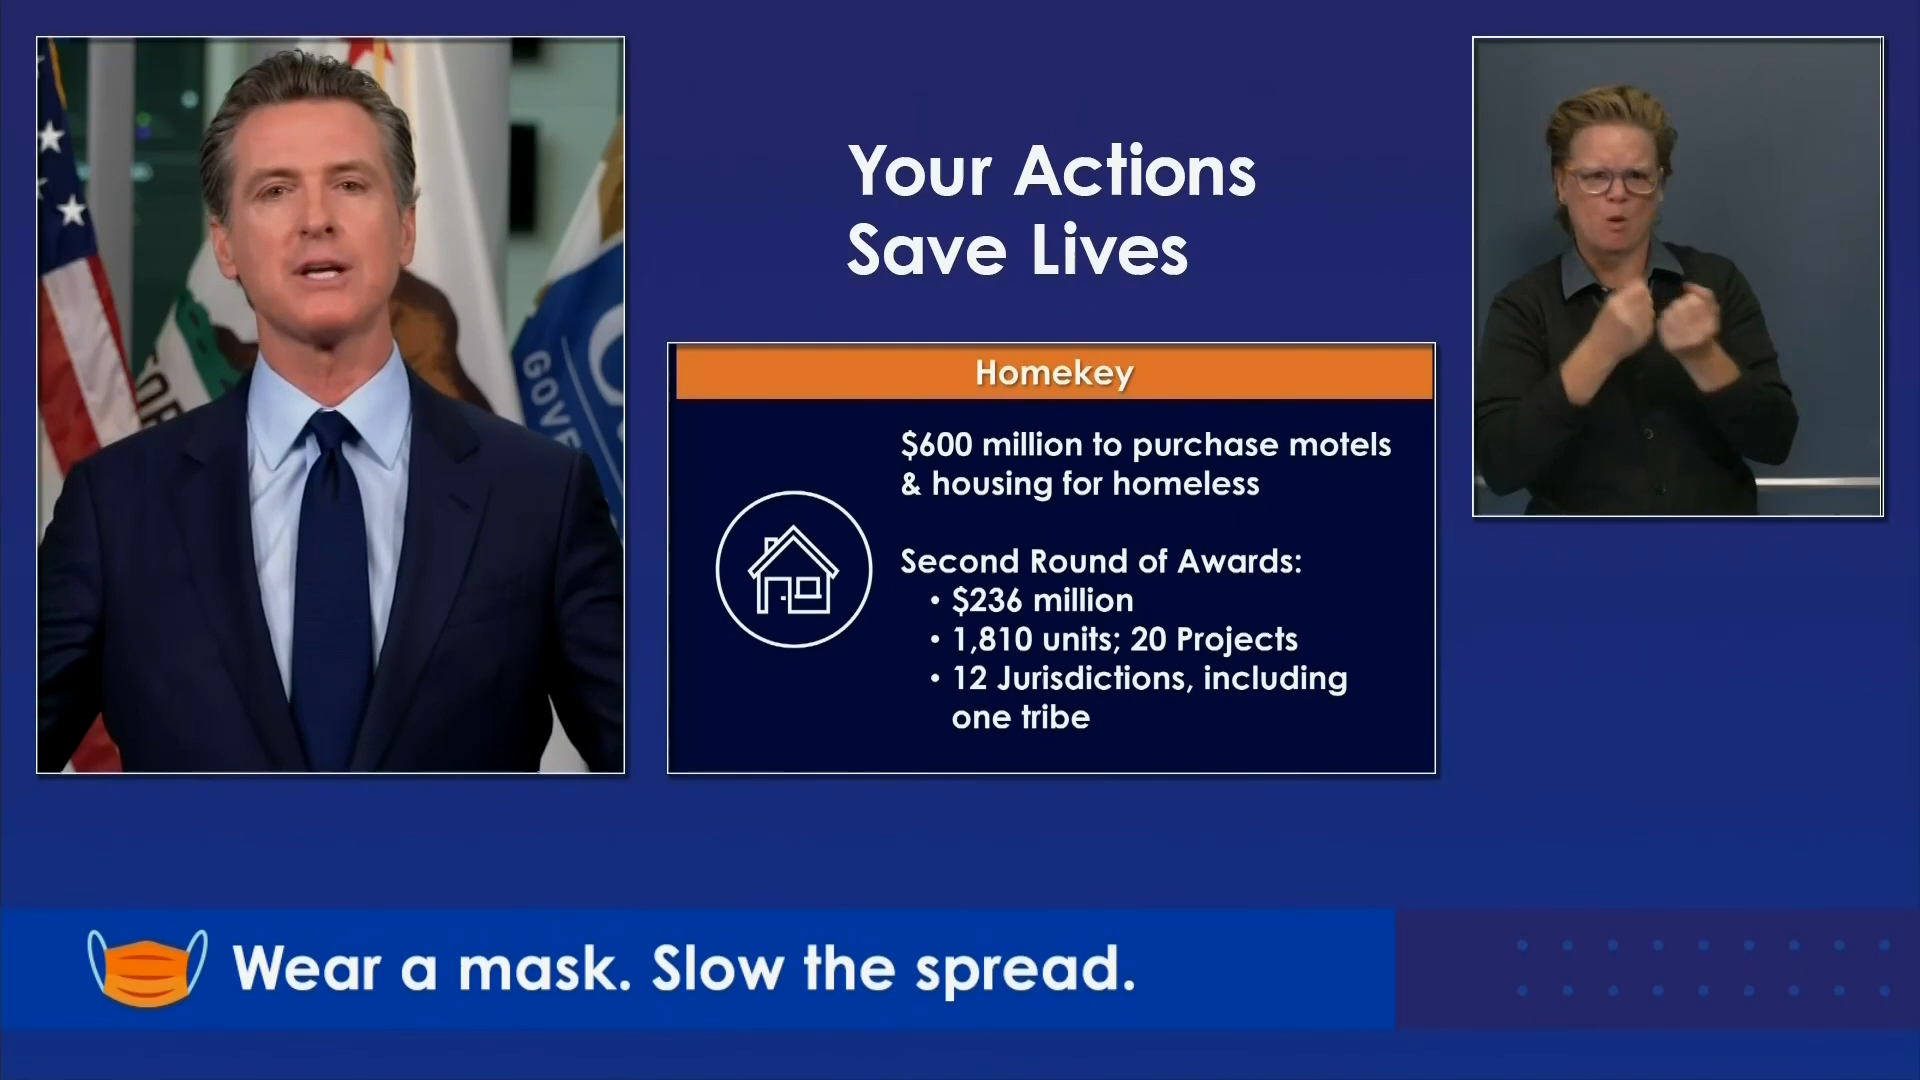 Your Actions
Save Lives
Homekey
$600 million to purchase motels
& housing for homeless
Second Round of Awards:
• $236 million
• 1,810 units; 20 Projects
• 12 Jurisdictions, including
one tribe
Wear a mask. Slow the spread.